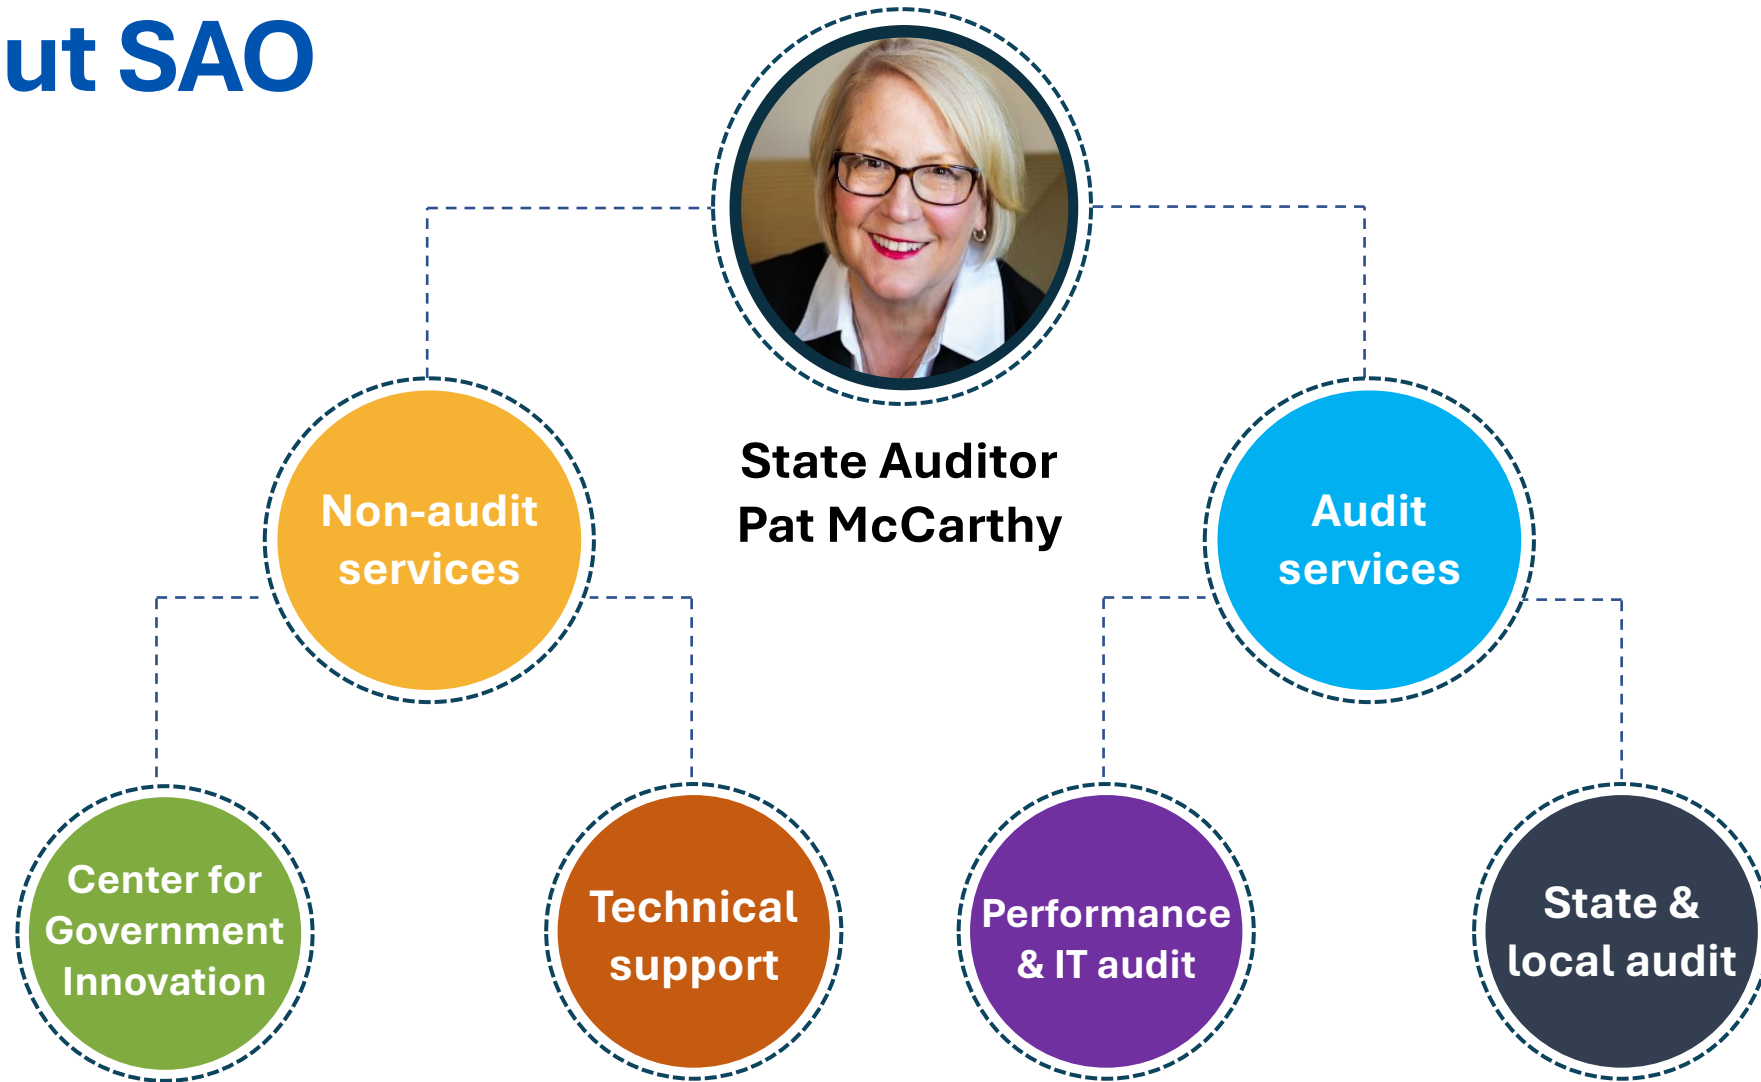 ut SAO
State Auditor
Pat McCarthy
Non-audit
services
Audit
services
Center for
Government
Innovation
Technical
support
Performance
& IT audit
State &
local audit